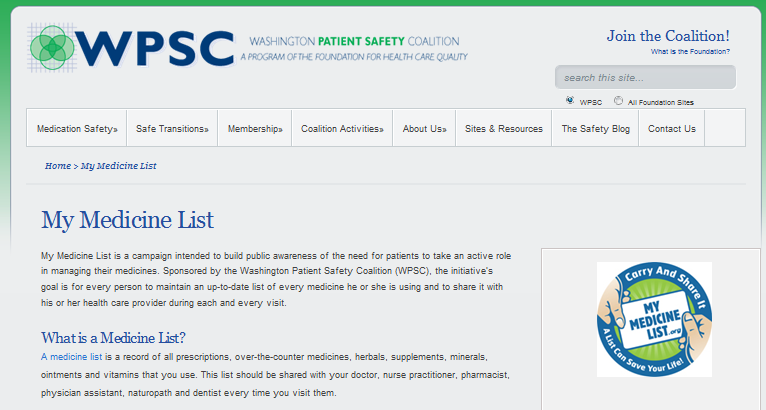 WPSC WASHINGTON PATIENT SAFETY COALITION
A PROGRAM OF THE FOUNDATION FOR HEALTH CARE QUALITY
Join the Coalition!
What is the Foundation?
search this site...
WPSC All Foundation Sites
Medication Safety» Safe Transitions» Membership» Coalition Activities» About Us» Sites & Resources The Safety Blog Contact Us
Home > My Medicine List
My Medicine List
My Medicine List is a campaign intended to build public awareness of the need for patients to take an active role
in managing their medicines. Sponsored by the Washington Patient Safety Coalition (WPSC), the initiative's
goal is for every person to maintain an up-to-date list of every medicine he or she is using and to share it with
his or her health care provider during each and every visit.
Carry And Share It
MY
MEDICINE
LIST.org
A List Can Save Your Life!
What is a Medicine List?
A medicine list is a record of all prescriptions, over-the-counter medicines, herbals, supplements, minerals,
ointments and vitamins that you use. This list should be shared with your doctor, nurse practitioner, pharmacist,
physician assistant, naturopath and dentist every time you visit them.